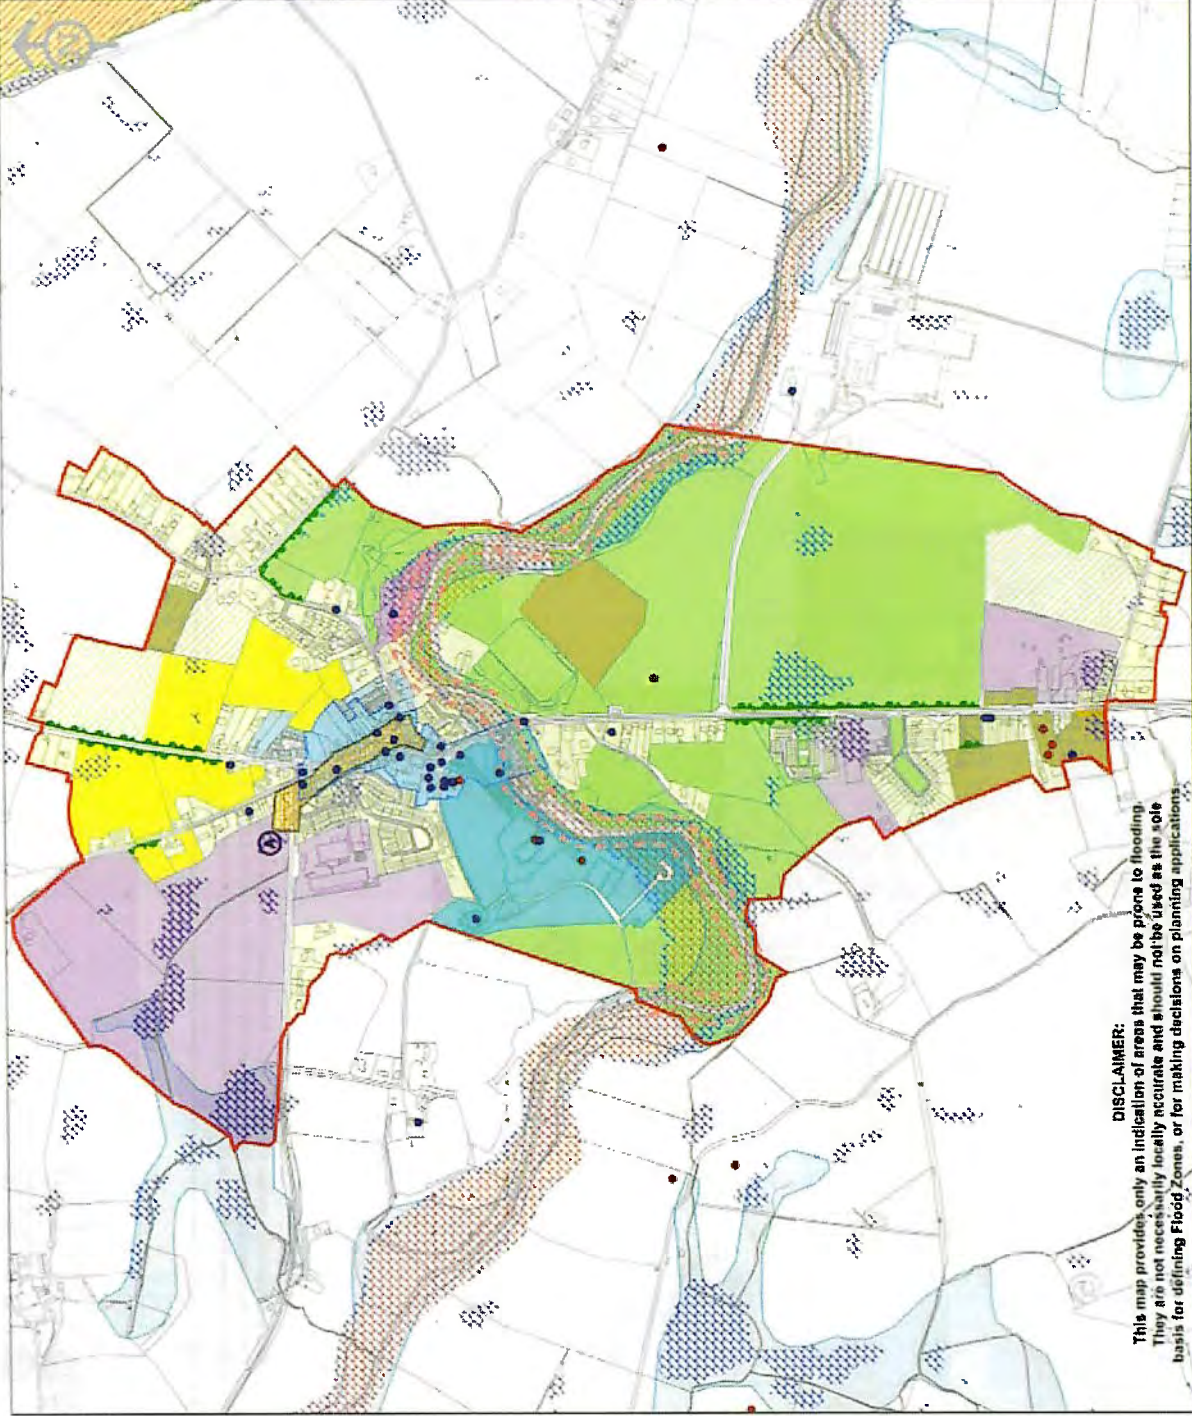 DISCLAIMER:
This map provides only an indication of areas that may be prone to flooding.
They are not necessarily locally accurate and should not be used as the sole
basis for defining Flood Zones, or for making decisions on planning applications.
A